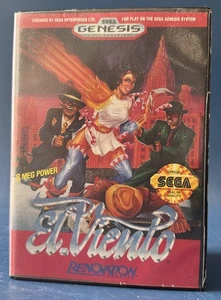 LICENSED BY SEGA ENTERPRISES LTD. FOR PLAY ON THE SEGA GENESIS SYSTEM
SEGA
GENESIS
8 MEG POWER
SEGA
El.Viento
RENOVATION